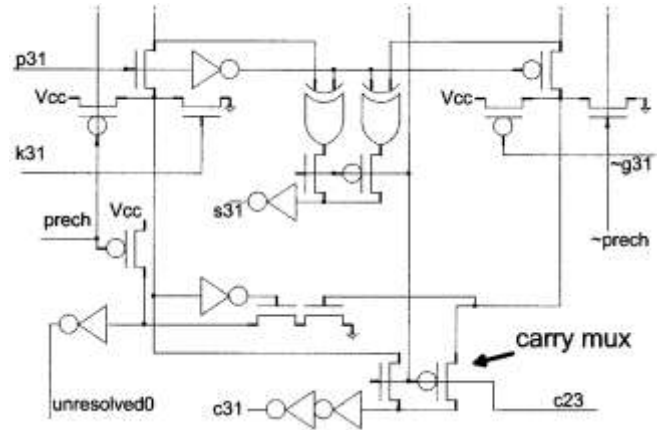 p31
Vcc
Vcc
k31
~g31
s31
prech
Vcc
~prech
carry mux
unresolved0
c31
c23